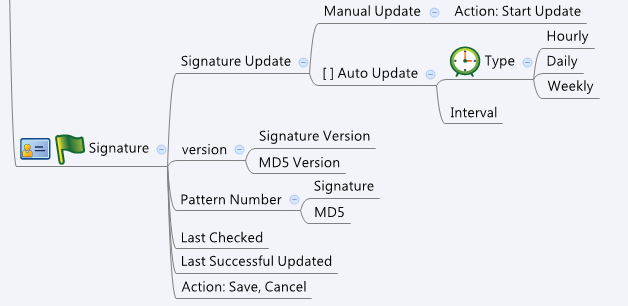 Manual Update
Action: Start Update
Signature Update
[ ] Auto Update
Type
Hourly
Daily
Weekly
Interval
Signature
version
Signature Version
MD5 Version
Pattern Number
Signature
MD5
Last Checked
Last Successful Updated
Action: Save, Cancel